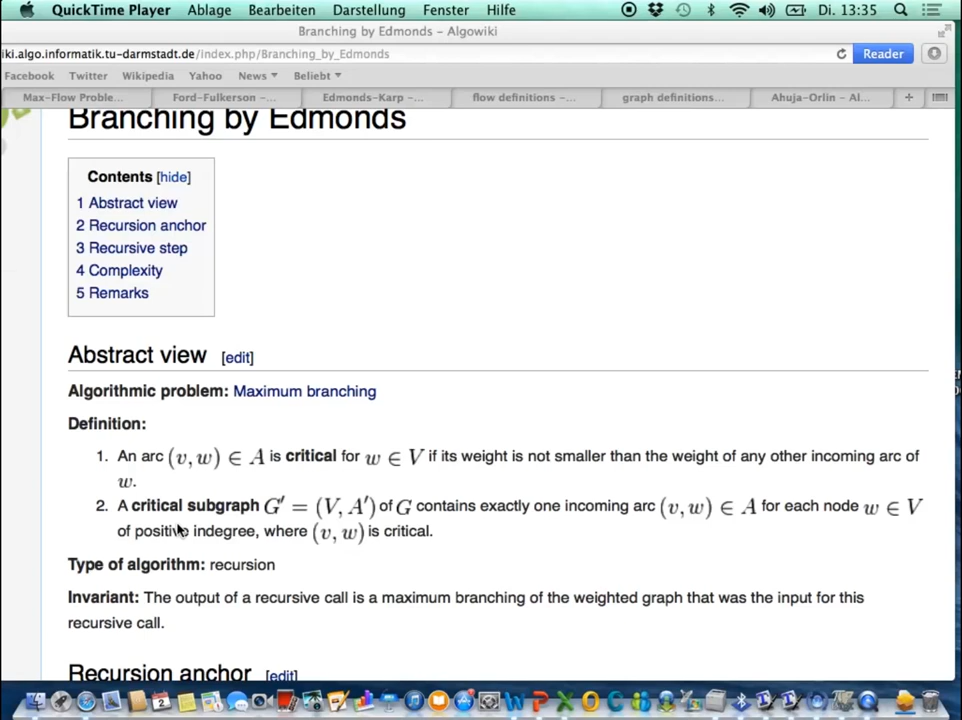 QuickTime Player Ablage Bearbeiten Darstellung Fenster Hilfe Di. 13:35
Branching by Edmonds – Algowiki
iki.algo.informatik.tu-darmstadt.de/index.php/Branching_by_Edmonds Reader
Facebook Twitter Wikipedia Yahoo News ▾ Beliebt ▾
Max-Flow Proble... Ford-Fulkerson –... Edmonds-Karp –... flow definitions –... graph definitions... Ahuja-Orlin – Al... +
Branching by Edmonds
Contents [hide]
1 Abstract view
2 Recursion anchor
3 Recursive step
4 Complexity
5 Remarks
Abstract view [edit]
Algorithmic problem: Maximum branching
Definition:
1. An arc (v, w) ∈ A is critical for w ∈ V if its weight is not smaller than the weight of any other incoming arc of
w.
2. A critical subgraph G′ = (V, A′) of G contains exactly one incoming arc (v, w) ∈ A for each node w ∈ V
of positive indegree, where (v, w) is critical.
Type of algorithm: recursion
Invariant: The output of a recursive call is a maximum branching of the weighted graph that was the input for this
recursive call.
Recursion anchor [edit]